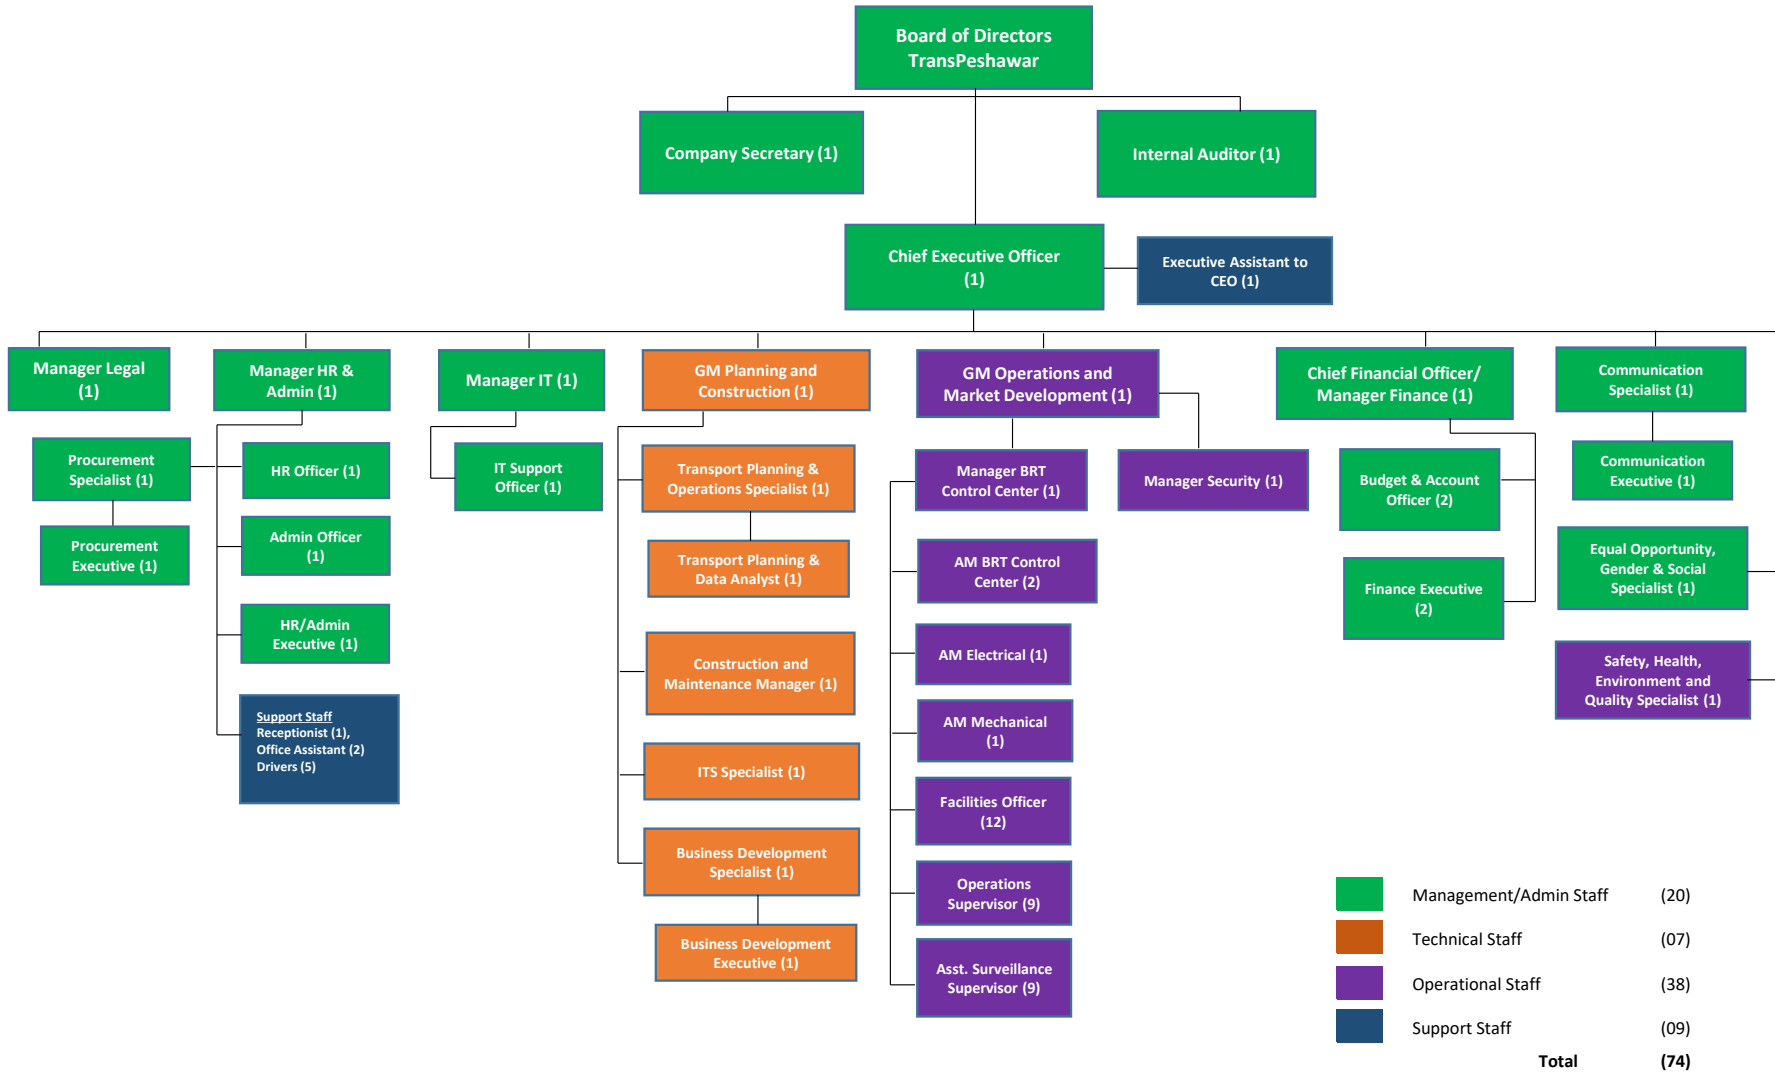 Board of Directors
TransPeshawar
Company Secretary (1)
Internal Auditor (1)
Chief Executive Officer
(1)
Executive Assistant to
CEO (1)
Manager Legal
(1)
Manager HR &
Admin (1)
Manager IT (1)
GM Planning and
Construction (1)
GM Operations and
Market Development (1)
Chief Financial Officer/
Manager Finance (1)
Communication
Specialist (1)
Procurement
Specialist (1)
Procurement
Executive (1)
HR Officer (1)
Admin Officer
(1)
HR/Admin
Executive (1)
Support Staff
Receptionist (1),
Office Assistant (2)
Drivers (5)
IT Support
Officer (1)
Transport Planning &
Operations Specialist (1)
Transport Planning &
Data Analyst (1)
Construction and
Maintenance Manager (1)
ITS Specialist (1)
Business Development
Specialist (1)
Business Development
Executive (1)
Manager BRT
Control Center (1)
Manager Security (1)
AM BRT Control
Center (2)
AM Electrical (1)
AM Mechanical
(1)
Facilities Officer
(12)
Operations
Supervisor (9)
Asst. Surveillance
Supervisor (9)
Budget & Account
Officer (2)
Finance Executive
(2)
Communication
Executive (1)
Equal Opportunity,
Gender & Social
Specialist (1)
Safety, Health,
Environment and
Quality Specialist (1)
Management/Admin Staff (20)
Technical Staff (07)
Operational Staff (38)
Support Staff (09)
Total (74)